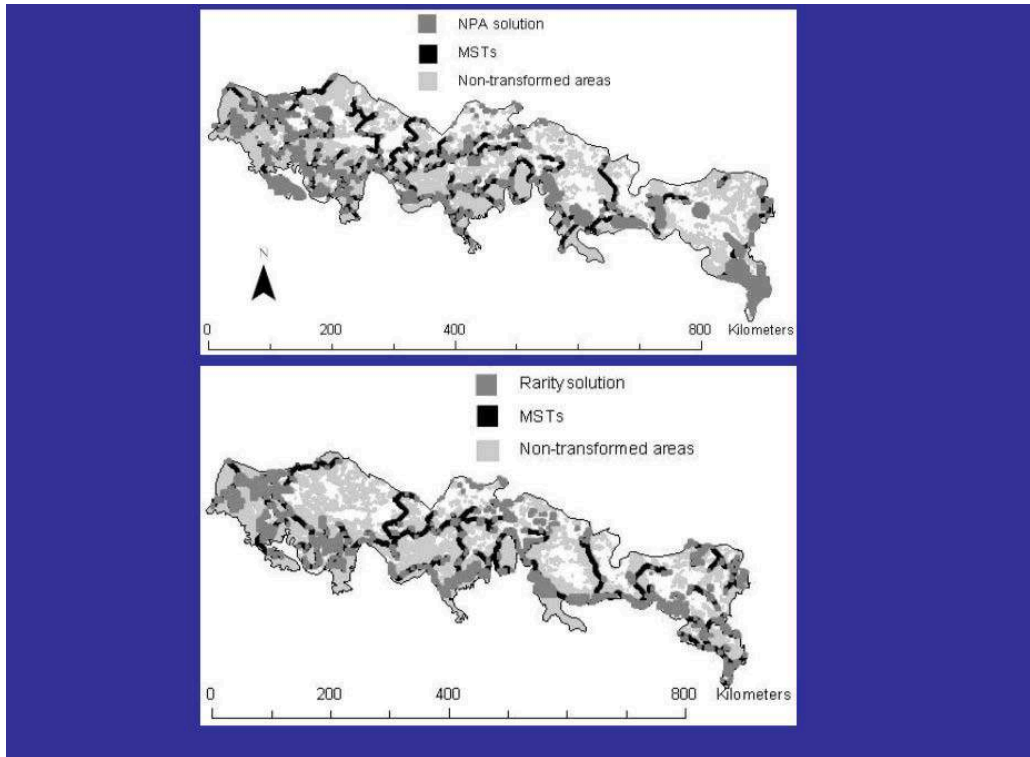 NPA solution
MSTs
Non-transformed areas
N
0 200 400 800 Kilometers
Rarity solution
MSTs
Non-transformed areas
0 200 400 800 Kilometers